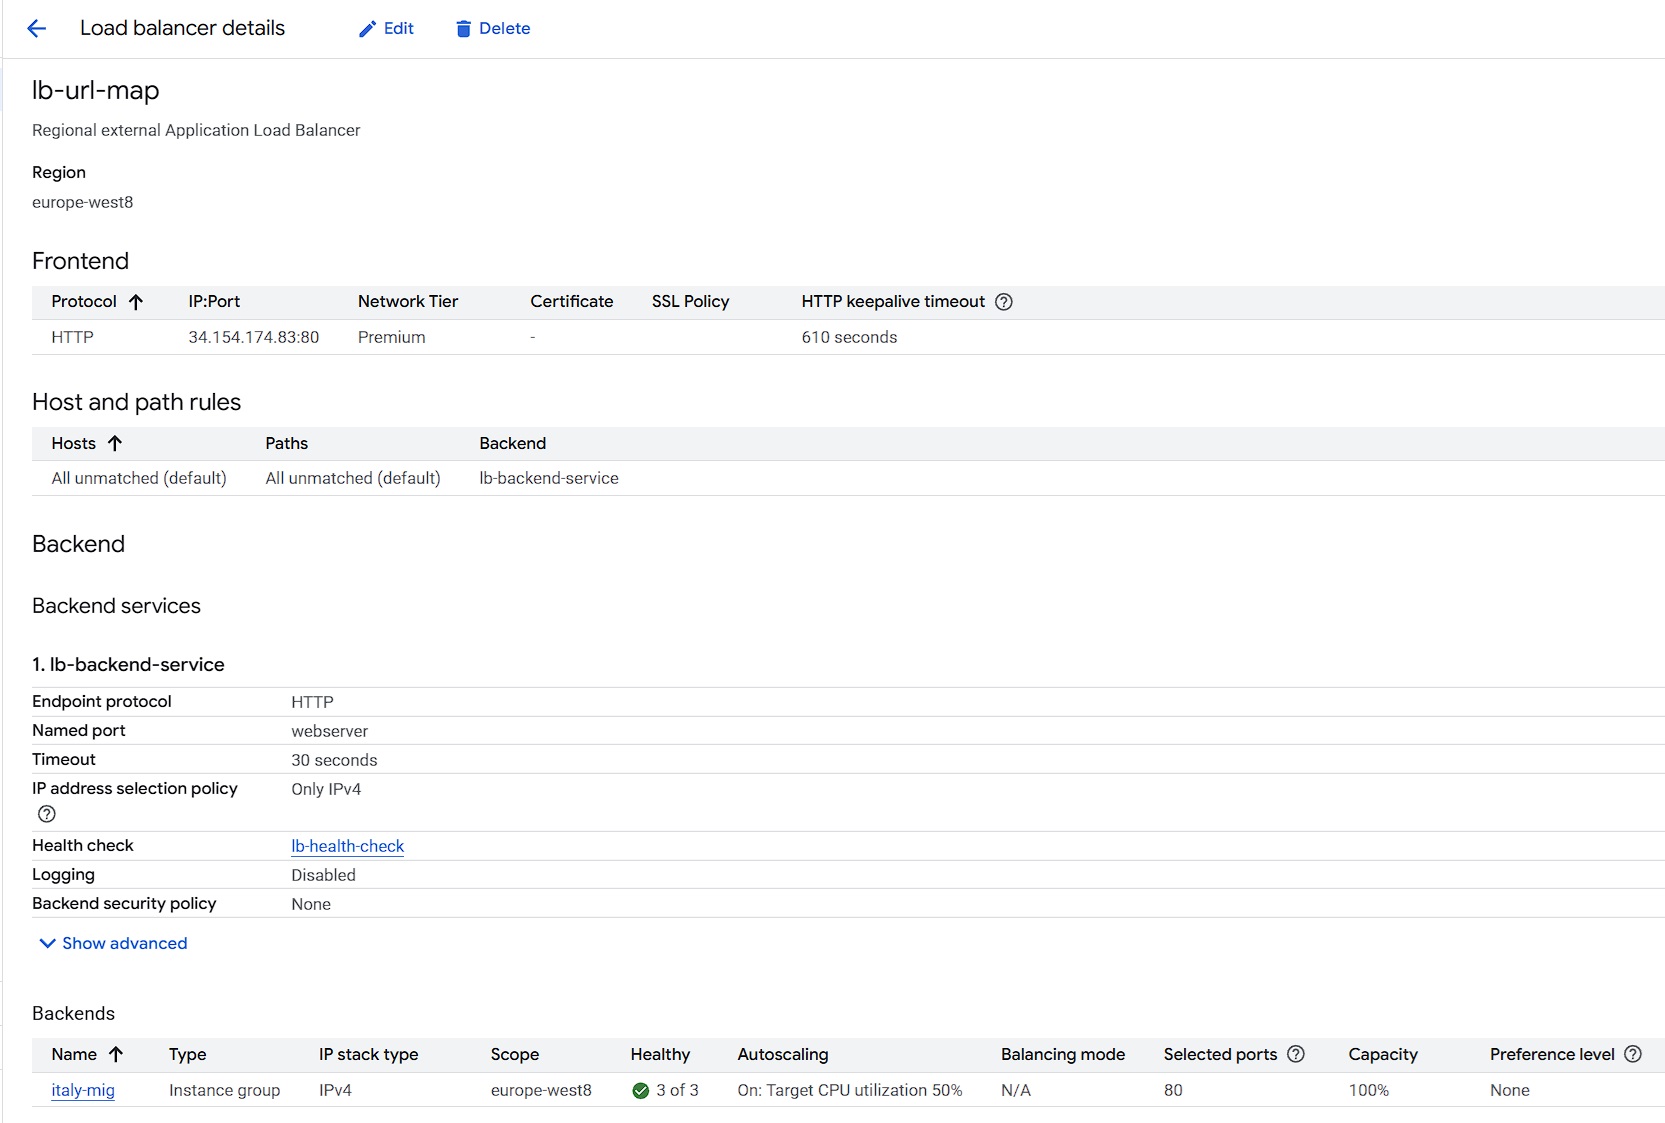 Load balancer details Edit Delete
lb-url-map
Regional external Application Load Balancer
Region
europe-west8
Frontend
Protocol IP:Port Network Tier Certificate SSL Policy HTTP keepalive timeout
HTTP 34.154.174.83:80 Premium - 610 seconds
Host and path rules
Hosts Paths Backend
All unmatched (default) All unmatched (default) lb-backend-service
Backend
Backend services
1. lb-backend-service
Endpoint protocol HTTP
Named port webserver
Timeout 30 seconds
IP address selection policy Only IPv4
Health check lb-health-check
Logging Disabled
Backend security policy None
Show advanced
Backends
Name Type IP stack type Scope Healthy Autoscaling Balancing mode Selected ports Capacity Preference level
italy-mig Instance group IPv4 europe-west8 3 of 3 On: Target CPU utilization 50% N/A 80 100% None